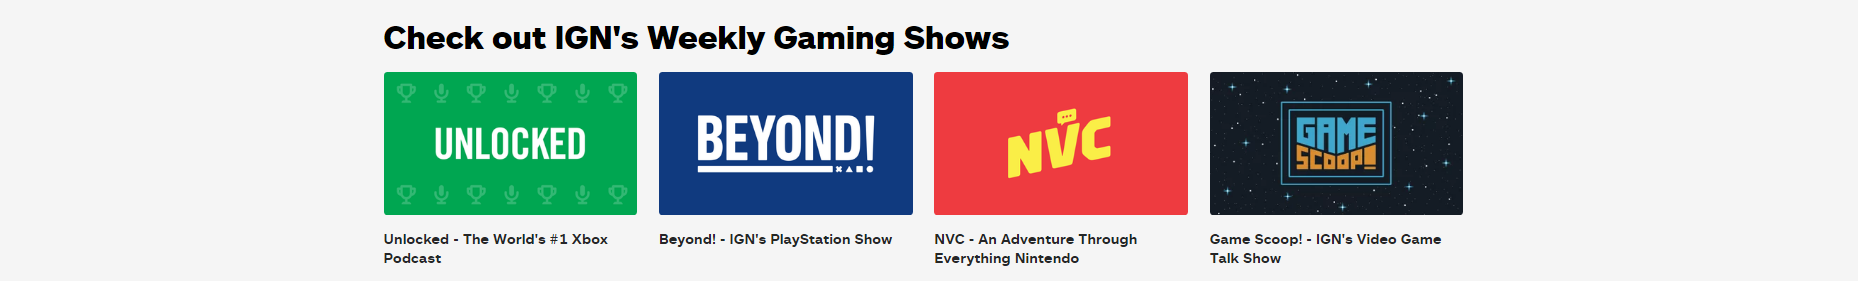 Check out IGN's Weekly Gaming Shows
UNLOCKED
BEYOND!
NVC
GAME
SCOOP!
Unlocked - The World's #1 Xbox
Podcast
Beyond! - IGN's PlayStation Show
NVC - An Adventure Through
Everything Nintendo
Game Scoop! - IGN's Video Game
Talk Show